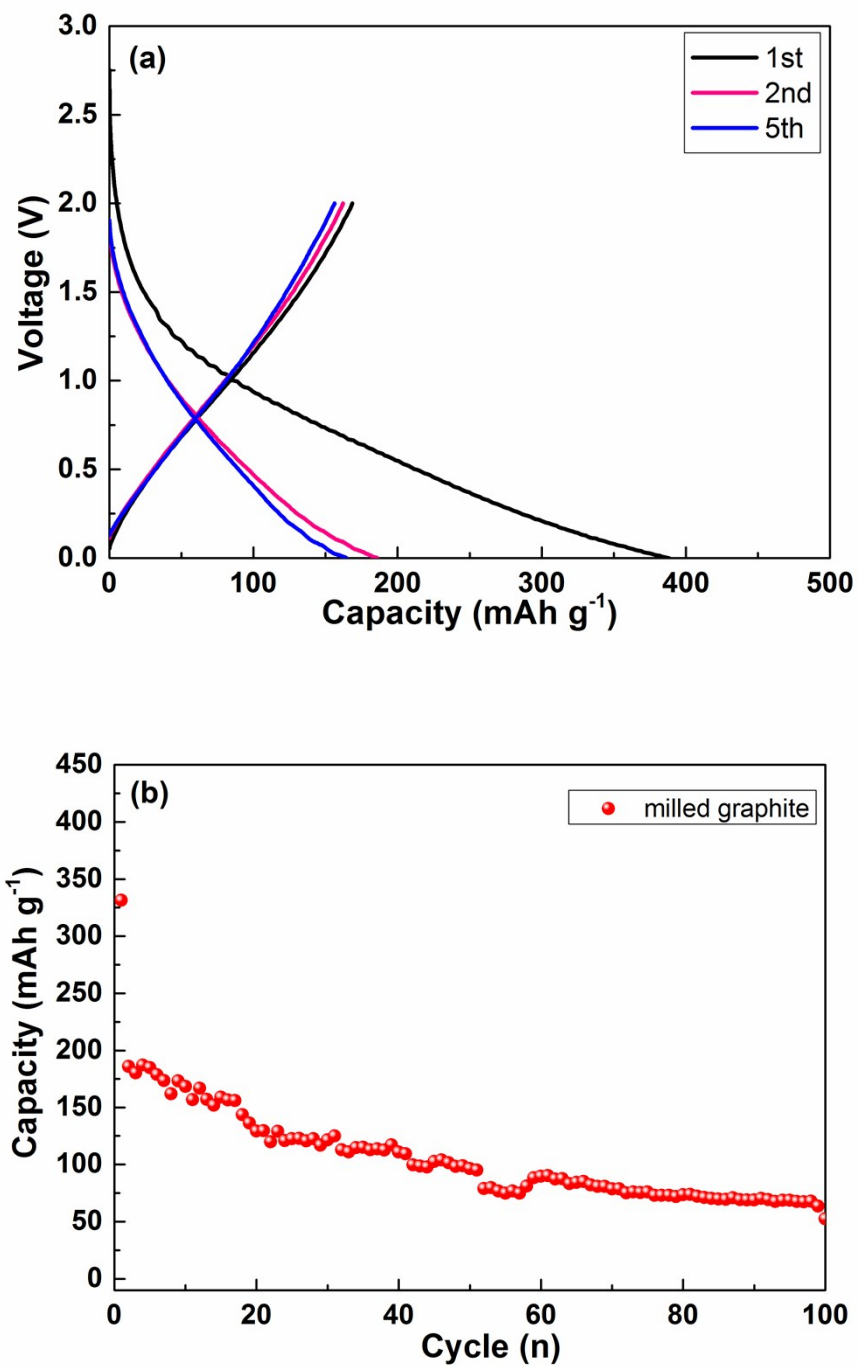 (a)
1st
2nd
5th
3.0
2.5
2.0
1.5
1.0
0.5
0.0
Voltage (V)
0 100 200 300 400 500
Capacity (mAh g⁻¹)
(b)
milled graphite
450
400
350
300
250
200
150
100
50
0
Capacity (mAh g⁻¹)
0 20 40 60 80 100
Cycle (n)